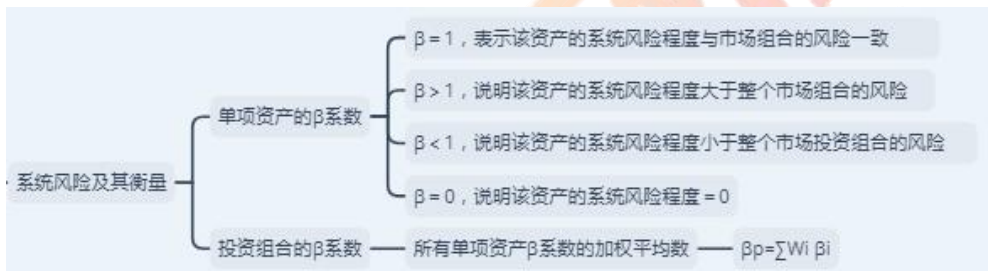 β=1，表示该资产的系统风险程度与市场组合的风险一致
β>1，说明该资产的系统风险程度大于整个市场组合的风险
单项资产的β系数
β<1，说明该资产的系统风险程度小于整个市场投资组合的风险
系统风险及其衡量
β=0，说明该资产的系统风险程度=0
投资组合的β系数
所有单项资产β系数的加权平均数
βp=∑Wi βi